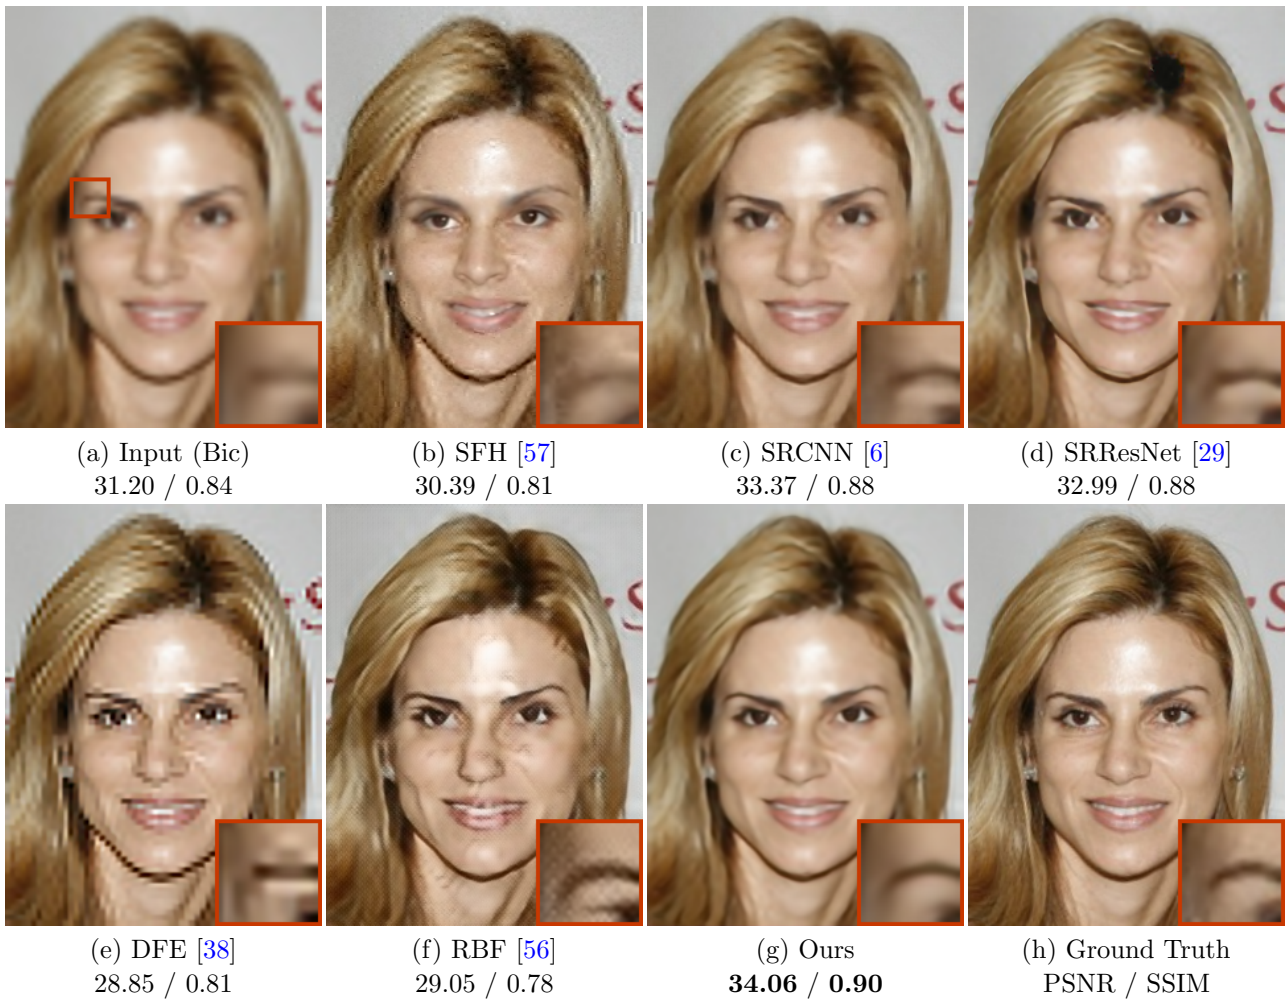 (a) Input (Bic)
31.20 / 0.84
(b) SFH [57]
30.39 / 0.81
(c) SRCNN [6]
33.37 / 0.88
(d) SRResNet [29]
32.99 / 0.88
(e) DFE [38]
28.85 / 0.81
(f) RBF [56]
29.05 / 0.78
(g) Ours
34.06 / 0.90
(h) Ground Truth
PSNR / SSIM